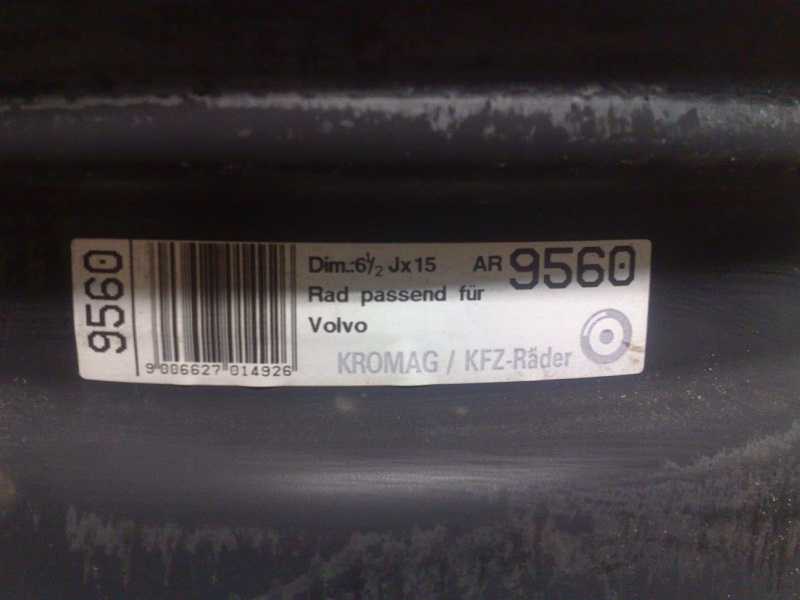 9560
9 006627 014926
Dim.:6½ Jx15 AR 9560
Rad passend für
Volvo
KROMAG / KFZ-Räder